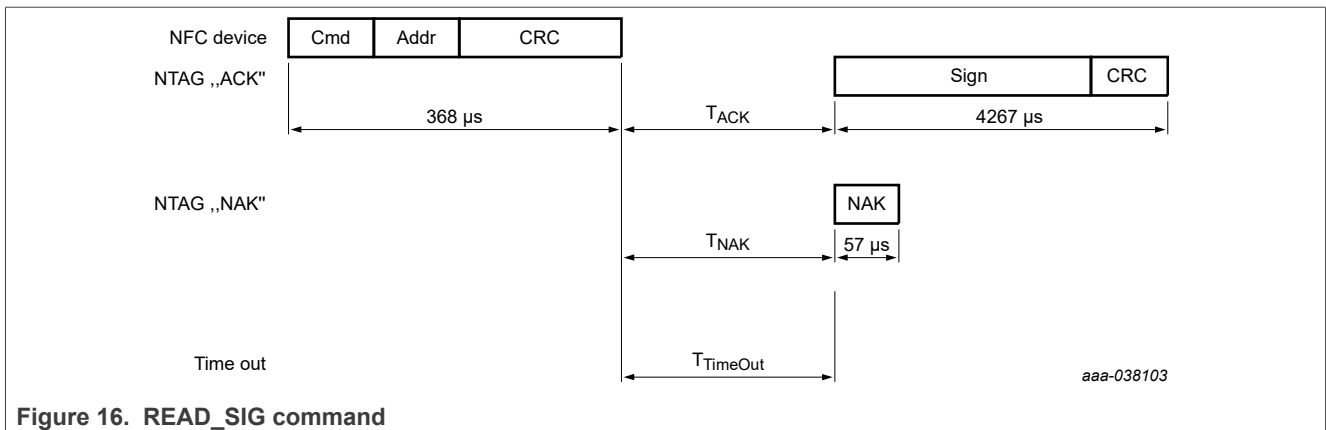 NFC device Cmd Addr CRC
NTAG ,,ACK" Sign CRC
368 µs TACK 4267 µs
NTAG ,,NAK" NAK
TNAK 57 µs
Time out TTimeOut aaa-038103
Figure 16. READ_SIG command